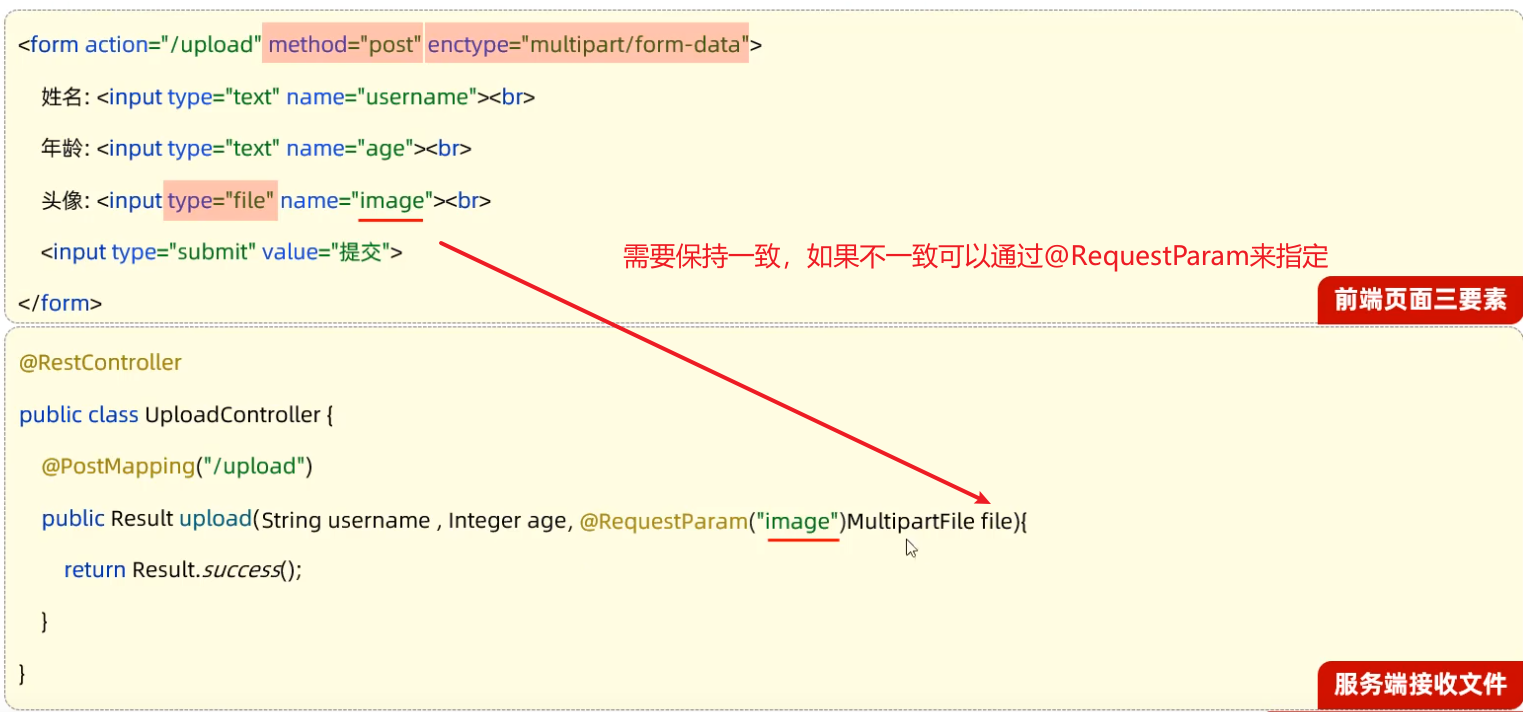 <form action="/upload" method="post" enctype="multipart/form-data">
姓名: <input type="text" name="username"><br>
年龄: <input type="text" name="age"><br>
头像: <input type="file" name="image"><br>
<input type="submit" value="提交">
需要保持一致，如果不一致可以通过@RequestParam来指定
</form>
前端页面三要素
@RestController
public class UploadController {
@PostMapping("/upload")
public Result upload(String username , Integer age, @RequestParam("image")MultipartFile file){
return Result.success();
}
}
服务端接收文件